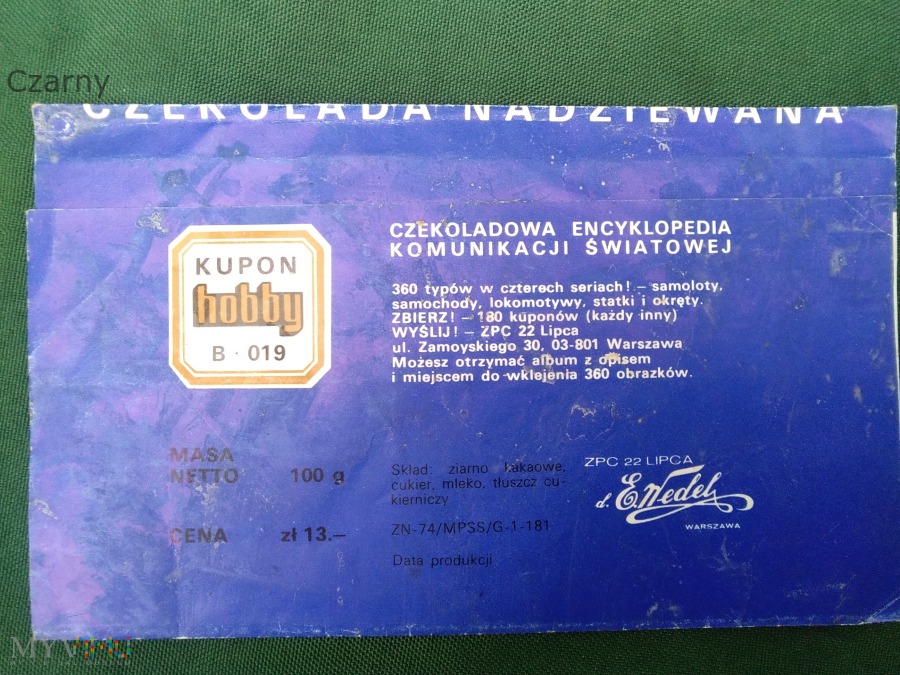 Czarny
CZEKOLADA NADZIEWANA
KUPON
hobby
B · 019
CZEKOLADOWA ENCYKLOPEDIA
KOMUNIKACJI ŚWIATOWEJ
360 typów w czterech seriach! – samoloty,
samochody, lokomotywy, statki i okręty.
ZBIERZ! – 180 kuponów (każdy inny)
WYŚLIJ! – ZPC 22 Lipca
ul. Zamoyskiego 30, 03-801 Warszawa
Możesz otrzymać album z opisem
i miejscem do wklejenia 360 obrazków.
MASA
NETTO 100 g
CENA zł 13.–
Skład: ziarno kakaowe,
cukier, mleko, tłuszcz cu-
kierniczy
ZN-74/MPSS/G-1-181
Data produkcji
ZPC 22 LIPCA
d. E. Wedel
WARSZAWA